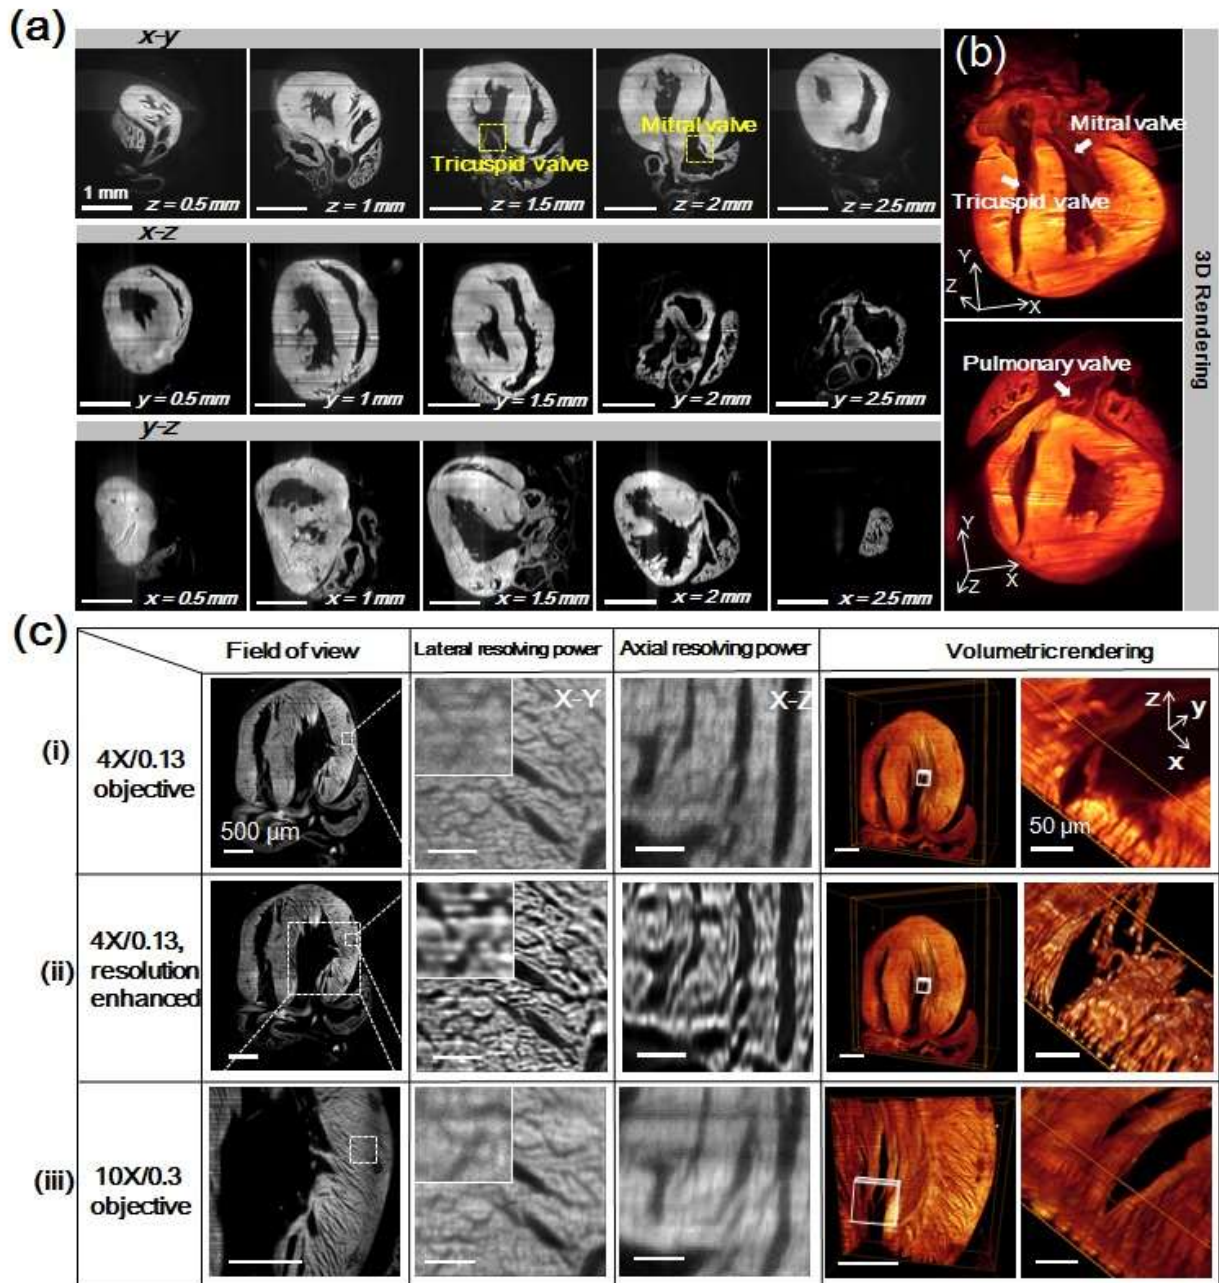 (a)
x-y
1 mm
z = 0.5 mm
z = 1 mm
Tricuspid valve
z = 1.5 mm
Mitral valve
z = 2 mm
z = 2.5 mm
x-z
y = 0.5 mm
y = 1 mm
y = 1.5 mm
y = 2 mm
y = 2.5 mm
y-z
x = 0.5 mm
x = 1 mm
x = 1.5 mm
x = 2 mm
x = 2.5 mm
(b)
Mitral valve
Tricuspid valve
Y
Z
X
Pulmonary valve
Y
X
Z
3D Rendering
(c)
Field of view
Lateral resolving power
Axial resolving power
Volumetric rendering
(i)
4X/0.13
objective
500 µm
X-Y
X-Z
z
y
x
50 µm
(ii)
4X/0.13,
resolution
enhanced
(iii)
10X/0.3
objective